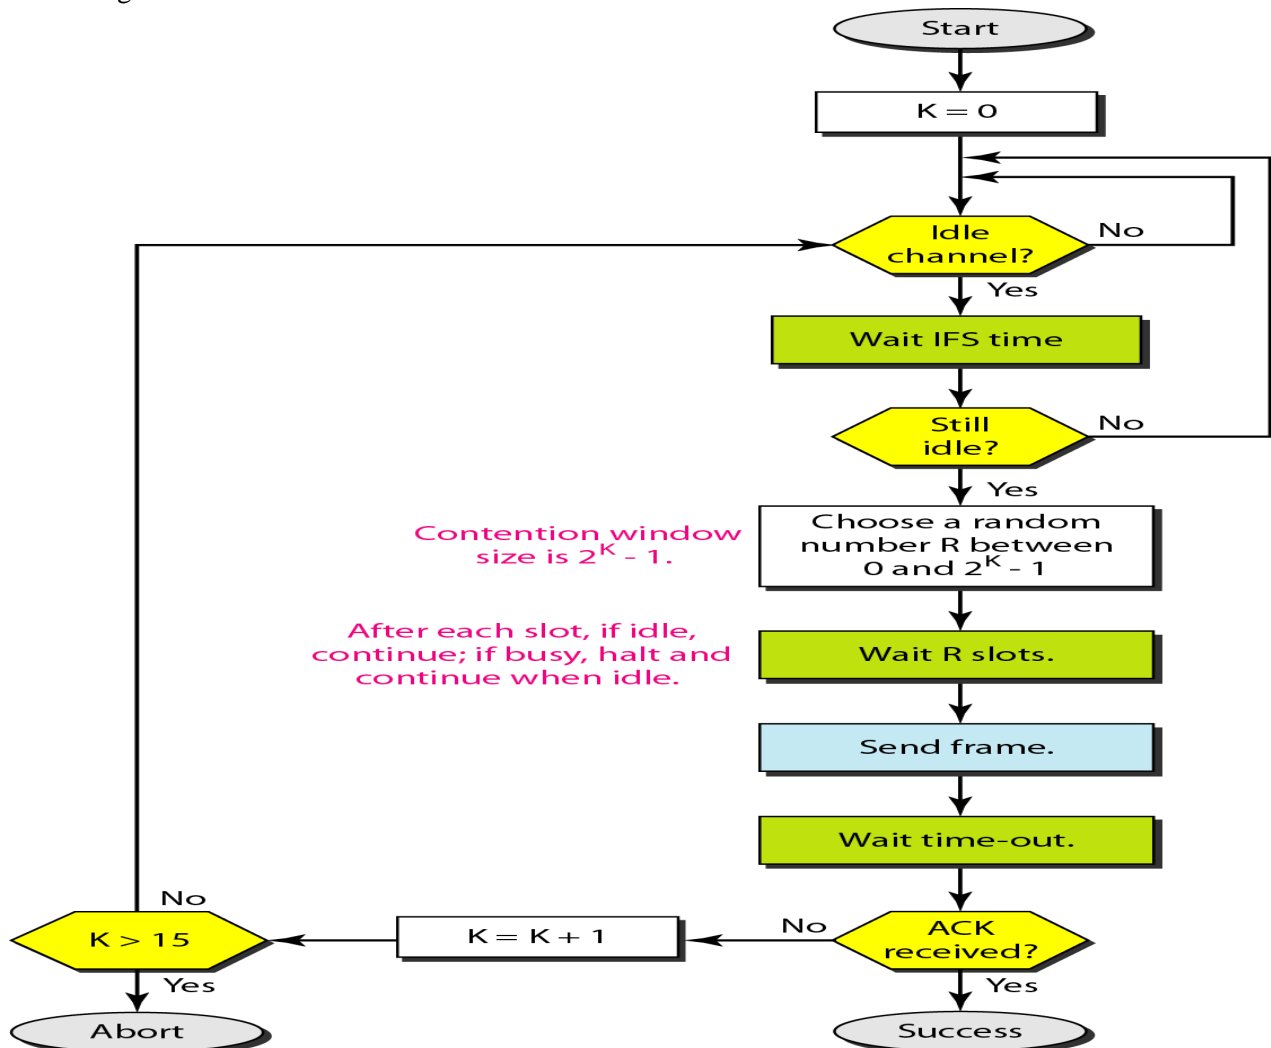 Start
K = 0
Idle
channel?
No
Yes
Wait IFS time
Still
idle?
No
Yes
Contention window
size is 2^K - 1.
Choose a random
number R between
0 and 2^K - 1
After each slot, if idle,
continue; if busy, halt and
continue when idle.
Wait R slots.
Send frame.
Wait time-out.
ACK
received?
No
K = K + 1
K > 15
No
Yes
Abort
Yes
Success